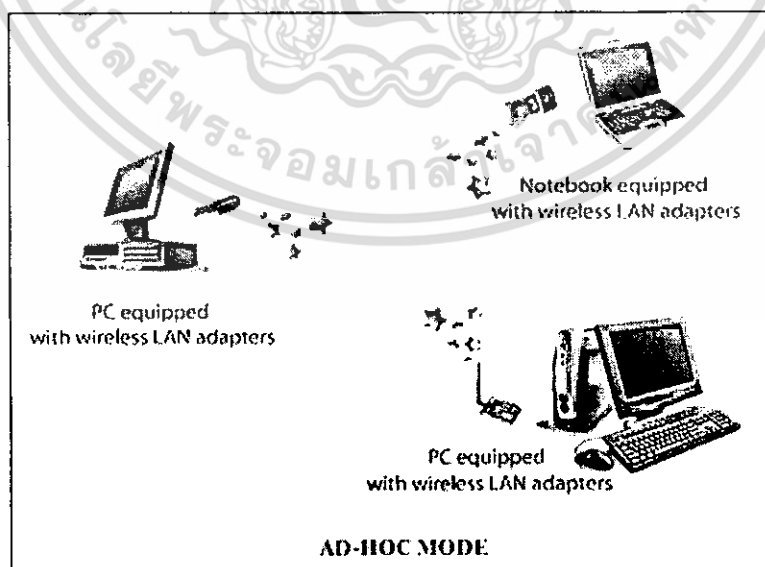 Notebook equipped
with wireless LAN adapters
PC equipped
with wireless LAN adapters
PC equipped
with wireless LAN adapters
AD-HOC MODE